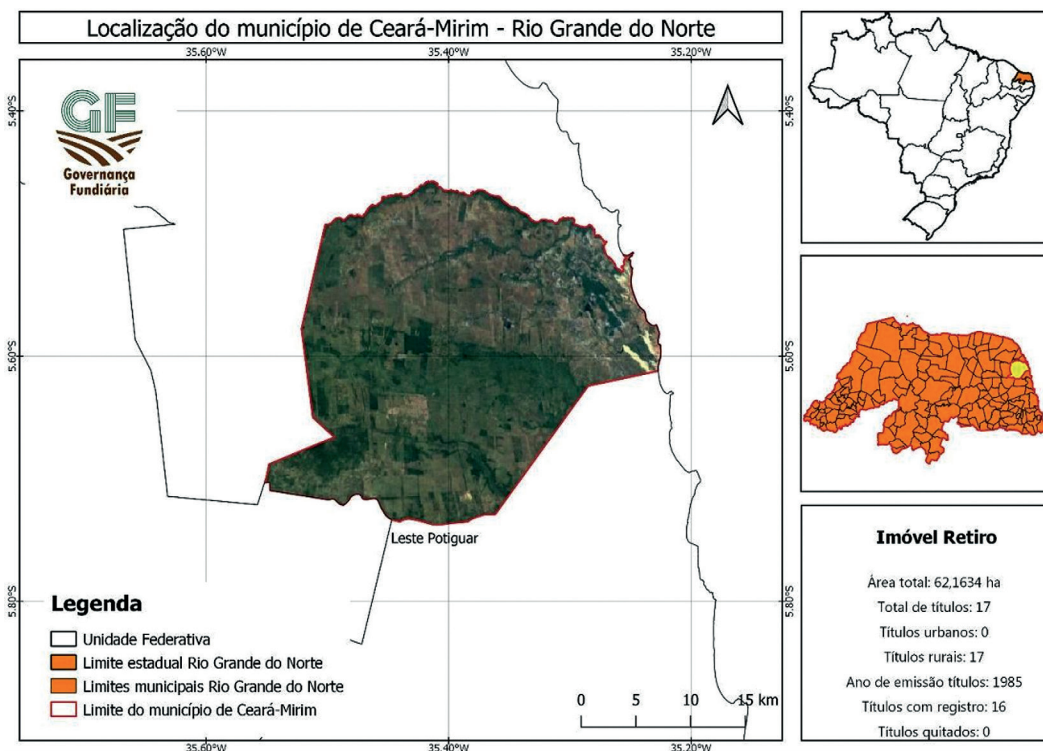 Localização do município de Ceará-Mirim - Rio Grande do Norte
35.60°W 35.40°W 35.20°W
5.40°S 5.40°S
GF
Governança
Fundiária
5.60°S 5.60°S
Leste Potiguar
5.80°S 5.80°S
Legenda
Unidade Federativa
Limite estadual Rio Grande do Norte
Limites municipais Rio Grande do Norte
Limite do município de Ceará-Mirim
0 5 10 15 km
35.60°W 35.40°W 35.20°W
Imóvel Retiro
Área total: 62,1634 ha
Total de títulos: 17
Títulos urbanos: 0
Títulos rurais: 17
Ano de emissão títulos: 1985
Títulos com registro: 16
Títulos quitados: 0